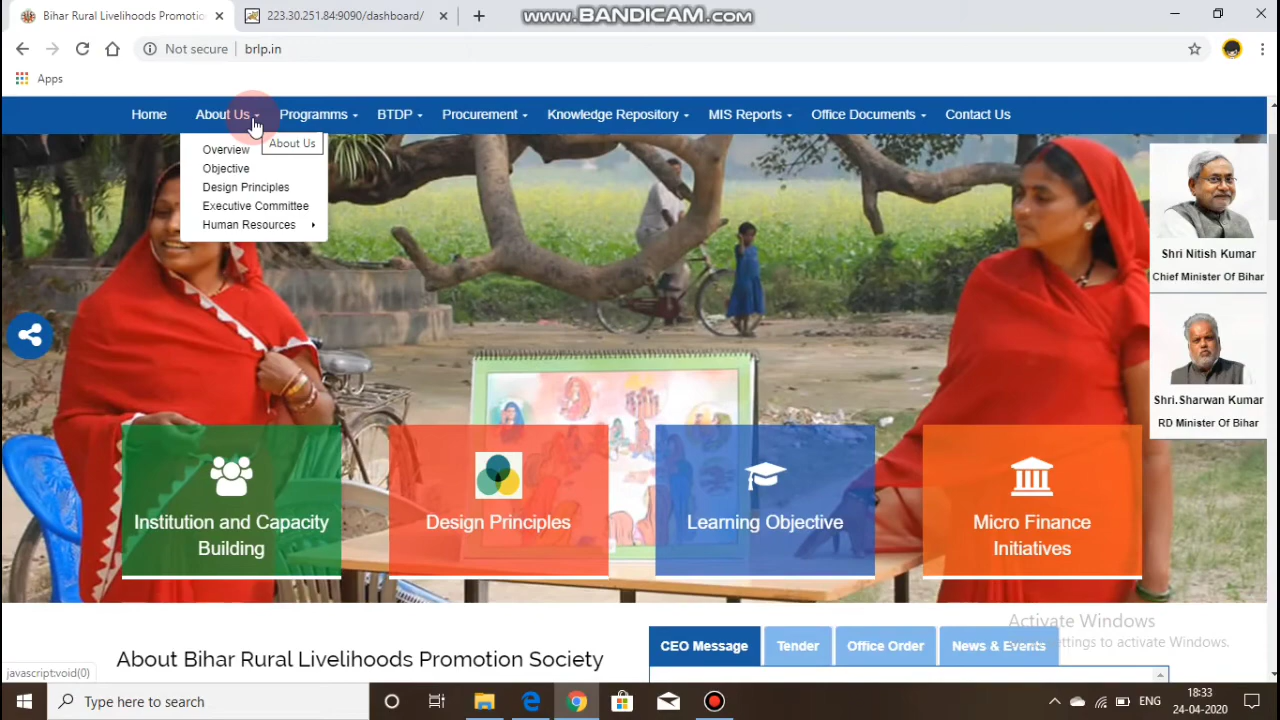 Bihar Rural Livelihoods Promotio
223.30.251.84:9090/dashboard/
www.BANDICAM.com
Not secure
brlp.in
Apps
Home
About Us
Programms
BTDP
Procurement
Knowledge Repository
MIS Reports
Office Documents
Contact Us
About Us
Overview
Objective
Design Principles
Executive Committee
Human Resources
Shri Nitish Kumar
Chief Minister Of Bihar
Shri.Sharwan Kumar
RD Minister Of Bihar
Institution and Capacity
Building
Design Principles
Learning Objective
Micro Finance
Initiatives
About Bihar Rural Livelihoods Promotion Society
CEO Message
Tender
Office Order
News & Events
Activate Windows
ettings to activate Windows.
javascript:void(0)
Type here to search
ENG
18:33
24-04-2020